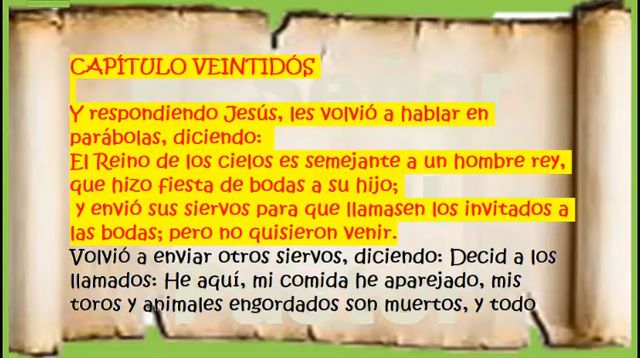 CAPÍTULO VEINTIDÓS
Y respondiendo Jesús, les volvió a hablar en
parábolas, diciendo:
El Reino de los cielos es semejante a un hombre rey,
que hizo fiesta de bodas a su hijo;
y envió sus siervos para que llamasen los invitados a
las bodas; pero no quisieron venir.
Volvió a enviar otros siervos, diciendo: Decid a los
llamados: He aquí, mi comida he aparejado, mis
toros y animales engordados son muertos, y todo